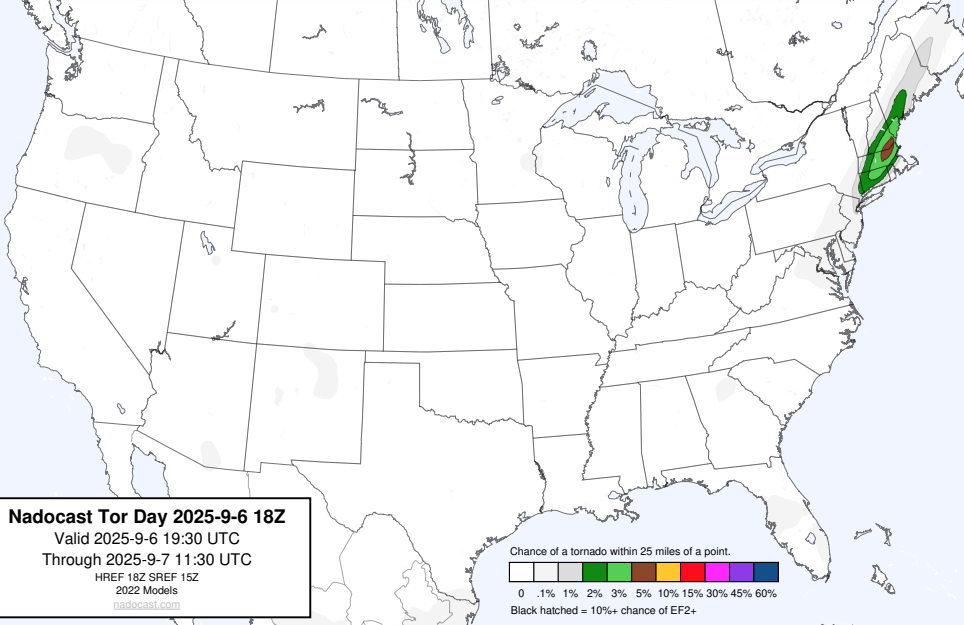 Nadocast Tor Day 2025-9-6 18Z
Valid 2025-9-6 19:30 UTC
Through 2025-9-7 11:30 UTC
HREF 18Z SREF 15Z
2022 Models
nadocast.com
Chance of a tornado within 25 miles of a point.
0 .1% 1% 2% 3% 5% 10% 15% 30% 45% 60%
Black hatched = 10%+ chance of EF2+